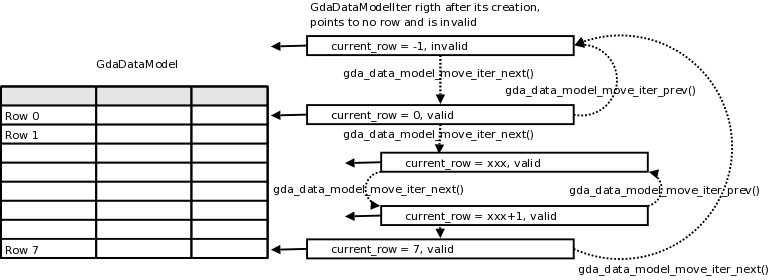 GdaDataModelIter rigth after its creation,
points to no row and is invalid
current_row = -1, invalid
GdaDataModel
gda_data_model_move_iter_next()
gda_data_model_move_iter_prev()
Row 0
current_row = 0, valid
Row 1
gda_data_model_move_iter_next()
current_row = xxx, valid
gda_data_model_move_iter_next()
gda_data_model_move_iter_prev()
current_row = xxx+1, valid
Row 7
current_row = 7, valid
gda_data_model_move_iter_next()